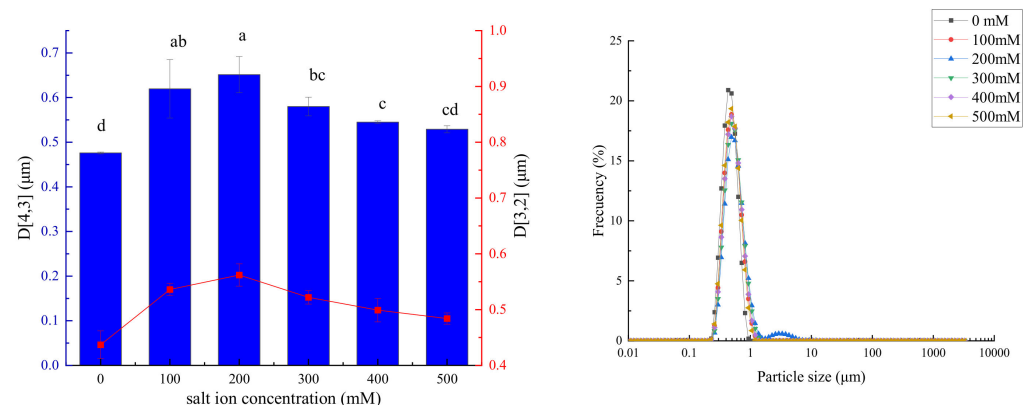 D[4,3] (μm)
0.7
0.6
0.5
0.4
0.3
0.2
0.1
0.0
d
ab
a
bc
c
cd
0 100 200 300 400 500
salt ion concentration (mM)
1.0
0.9
0.8
0.7
0.6
0.5
0.4
D[3,2] (μm)
0 mM
100mM
200mM
300mM
400mM
500mM
Frecuency (%)
25
20
15
10
5
0
0.01 0.1 1 10 100 1000 10000
Particle size (μm)